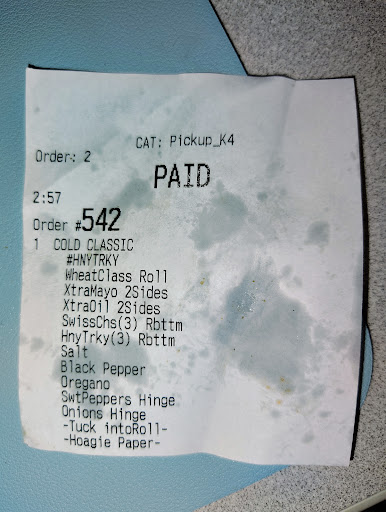 CAT: Pickup_K4
Order: 2
PAID
2:57
Order #542
1 COLD CLASSIC
#HNYTRKY
WheatClass Roll
XtraMayo 2Sides
XtraOil 2Sides
SwissChs(3) Rbttm
HnyTrky(3) Rbttm
Salt
Black Pepper
Oregano
SwtPeppers Hinge
Onions Hinge
-Tuck intoRoll-
-Hoagie Paper-